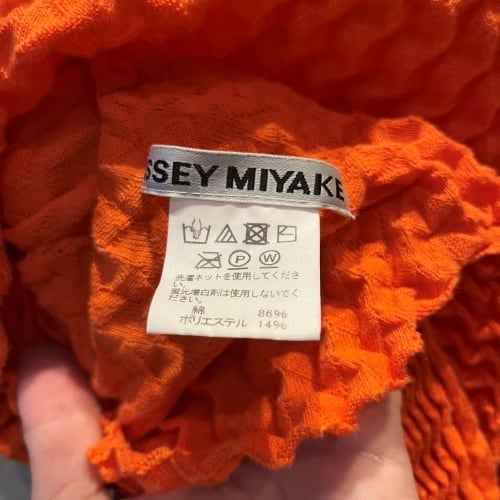 SSEY MIYAKE
P W
洗濯ネットを使用してくださ
い。
蛍光増白剤は使用しないでく
ださい。
綿 86%
ポリエステル 14%